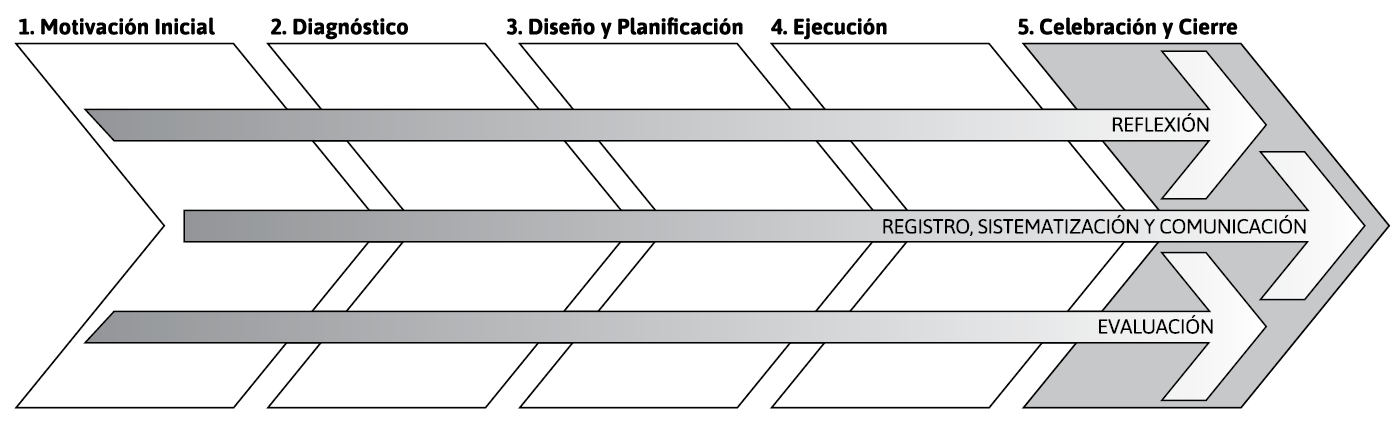 1. Motivación Inicial
2. Diagnóstico
3. Diseño y Planificación
4. Ejecución
5. Celebración y Cierre
REFLEXIÓN
REGISTRO, SISTEMATIZACIÓN Y COMUNICACIÓN
EVALUACIÓN